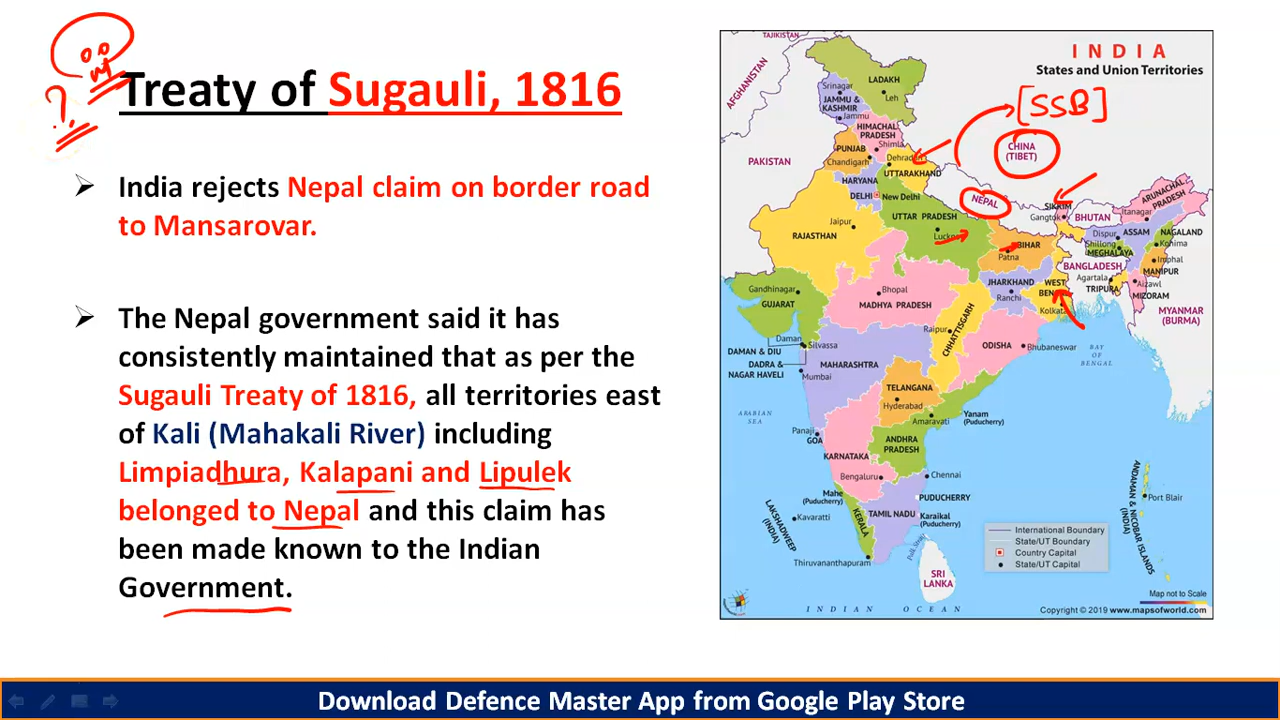 Treaty of Sugauli, 1816
➢ India rejects Nepal claim on border road
to Mansarovar.
➢ The Nepal government said it has
consistently maintained that as per the
Sugauli Treaty of 1816, all territories east
of Kali (Mahakali River) including
Limpiadhura, Kalapani and Lipulek
belonged to Nepal and this claim has
been made known to the Indian
Government.
INDIA
States and Union Territories
[SSB]
TAJIKISTAN
AFGHANISTAN
PAKISTAN
CHINA
(TIBET)
NEPAL
BHUTAN
BANGLADESH
MYANMAR
(BURMA)
SRI
LANKA
LADAKH
Leh
Srinagar
JAMMU &
KASHMIR
Jammu
HIMACHAL
PRADESH
Shimla
PUNJAB
Chandigarh
Dehradun
UTTARAKHAND
HARYANA
DELHI
New Delhi
UTTAR PRADESH
Jaipur
RAJASTHAN
SIKKIM
Gangtok
ARUNACHAL
PRADESH
Itanagar
Dispur
ASSAM
NAGALAND
Kohima
Shillong
MEGHALAYA
Imphal
MANIPUR
Agartala
TRIPURA
Aizawl
MIZORAM
BIHAR
Patna
JHARKHAND
Ranchi
WEST
Kolkata
Gandhinagar
GUJARAT
Bhopal
MADHYA PRADESH
CHHATTISGARH
Raipur
ODISHA
Bhubaneswar
Daman
Silvassa
DAMAN & DIU
DADRA &
NAGAR HAVELI
MAHARASHTRA
Mumbai
TELANGANA
Hyderabad
Amaravati
ANDHRA
PRADESH
Yanam
(Puducherry)
Panaji
GOA
KARNATAKA
Bengaluru
Chennai
Mahe
(Puducherry)
PUDUCHERRY
TAMIL NADU
Karaikal
(Puducherry)
KERALA
Thiruvananthapuram
LAKSHADWEEP
(INDIA)
Kavaratti
ANDAMAN & NICOBAR ISLANDS
(INDIA)
Port Blair
ARABIAN
SEA
BAY
OF
BENGAL
INDIAN OCEAN
International Boundary
State/UT Boundary
Country Capital
State/UT Capital
Map not to Scale
Copyright © 2019 www.mapsofworld.com
Download Defence Master App from Google Play Store